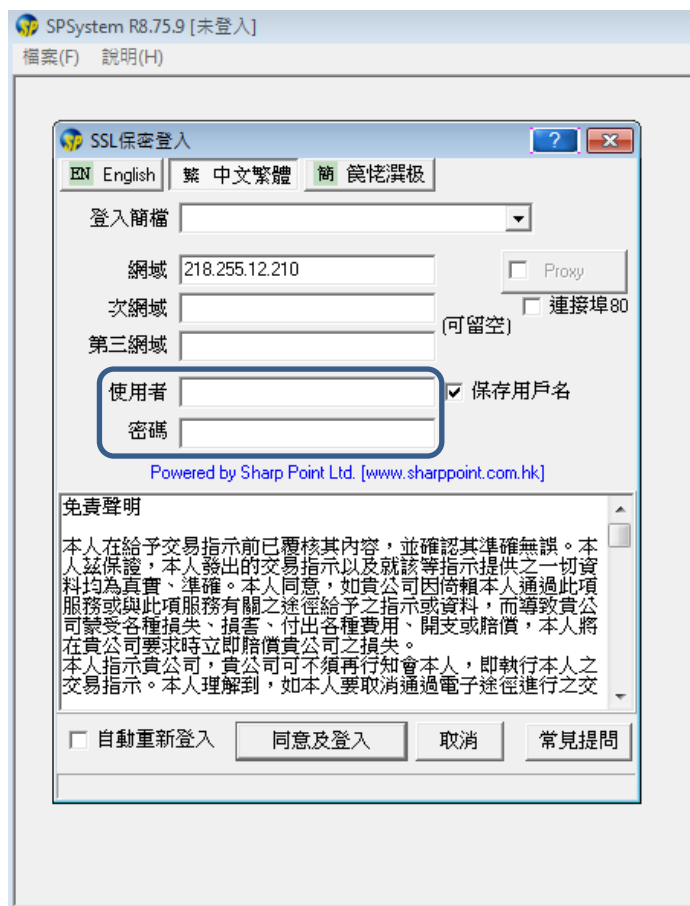 SPSystem R8.75.9 [未登入]
檔案(F) 說明(H)
SSL保密登入
EN English 繁 中文繁體 簡 篊恅潠极
登入簡檔
網域 218.255.12.210 Proxy
次網域 連接埠80
(可留空)
第三網域
使用者 保存用戶名
密碼
Powered by Sharp Point Ltd. [www.sharppoint.com.hk]
免責聲明
本人在給予交易指示前已覆核其內容，並確認其準確無誤。本
人玆保證，本人發出的交易指示以及就該等指示提供之一切資
料均為真實、準確。本人同意，如貴公司因倚賴本人通過此項
服務或與此項服務有關之途徑給予之指示或資料，而導致貴公
司蒙受各種損失、損害、付出各種費用、開支或賠償，本人將
在貴公司要求時立即賠償貴公司之損失。
本人指示貴公司，貴公司可不須再行知會本人，即執行本人之
交易指示。本人理解到，如本人要取消通過電子途徑進行之交
自動重新登入 同意及登入 取消 常見提問